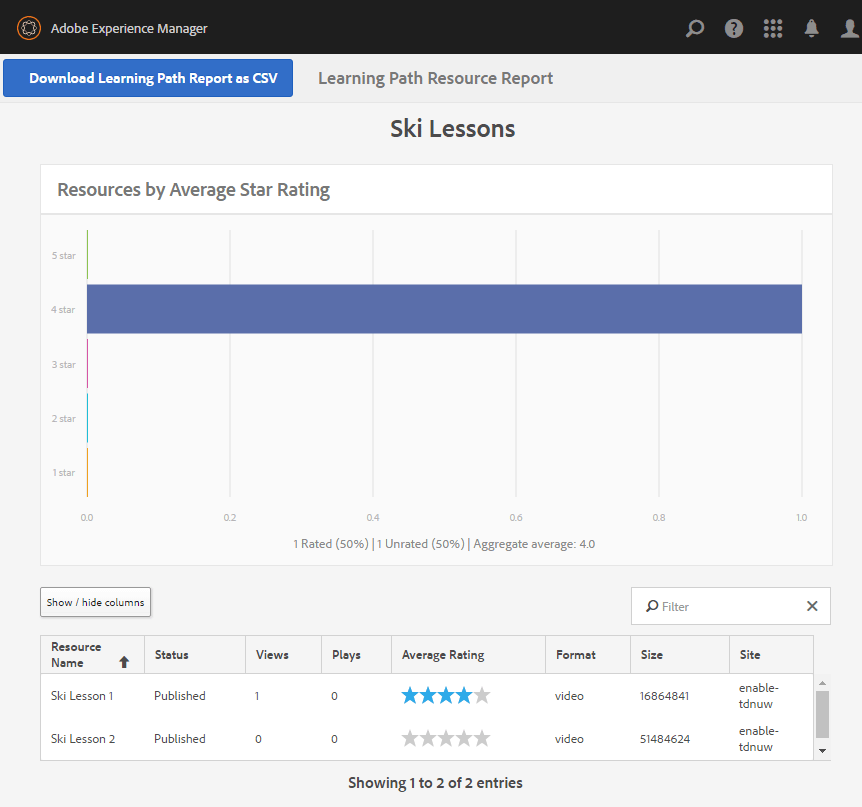 Adobe Experience Manager
Download Learning Path Report as CSV
Learning Path Resource Report
Ski Lessons
Resources by Average Star Rating
5 star
4 star
3 star
2 star
1 star
0.0 0.2 0.4 0.6 0.8 1.0
1 Rated (50%) | 1 Unrated (50%) | Aggregate average: 4.0
Show / hide columns
Filter
Resource Name Status Views Plays Average Rating Format Size Site
Ski Lesson 1 Published 1 0 video 16864841 enable-tdnuw
Ski Lesson 2 Published 0 0 video 51484624 enable-tdnuw
Showing 1 to 2 of 2 entries